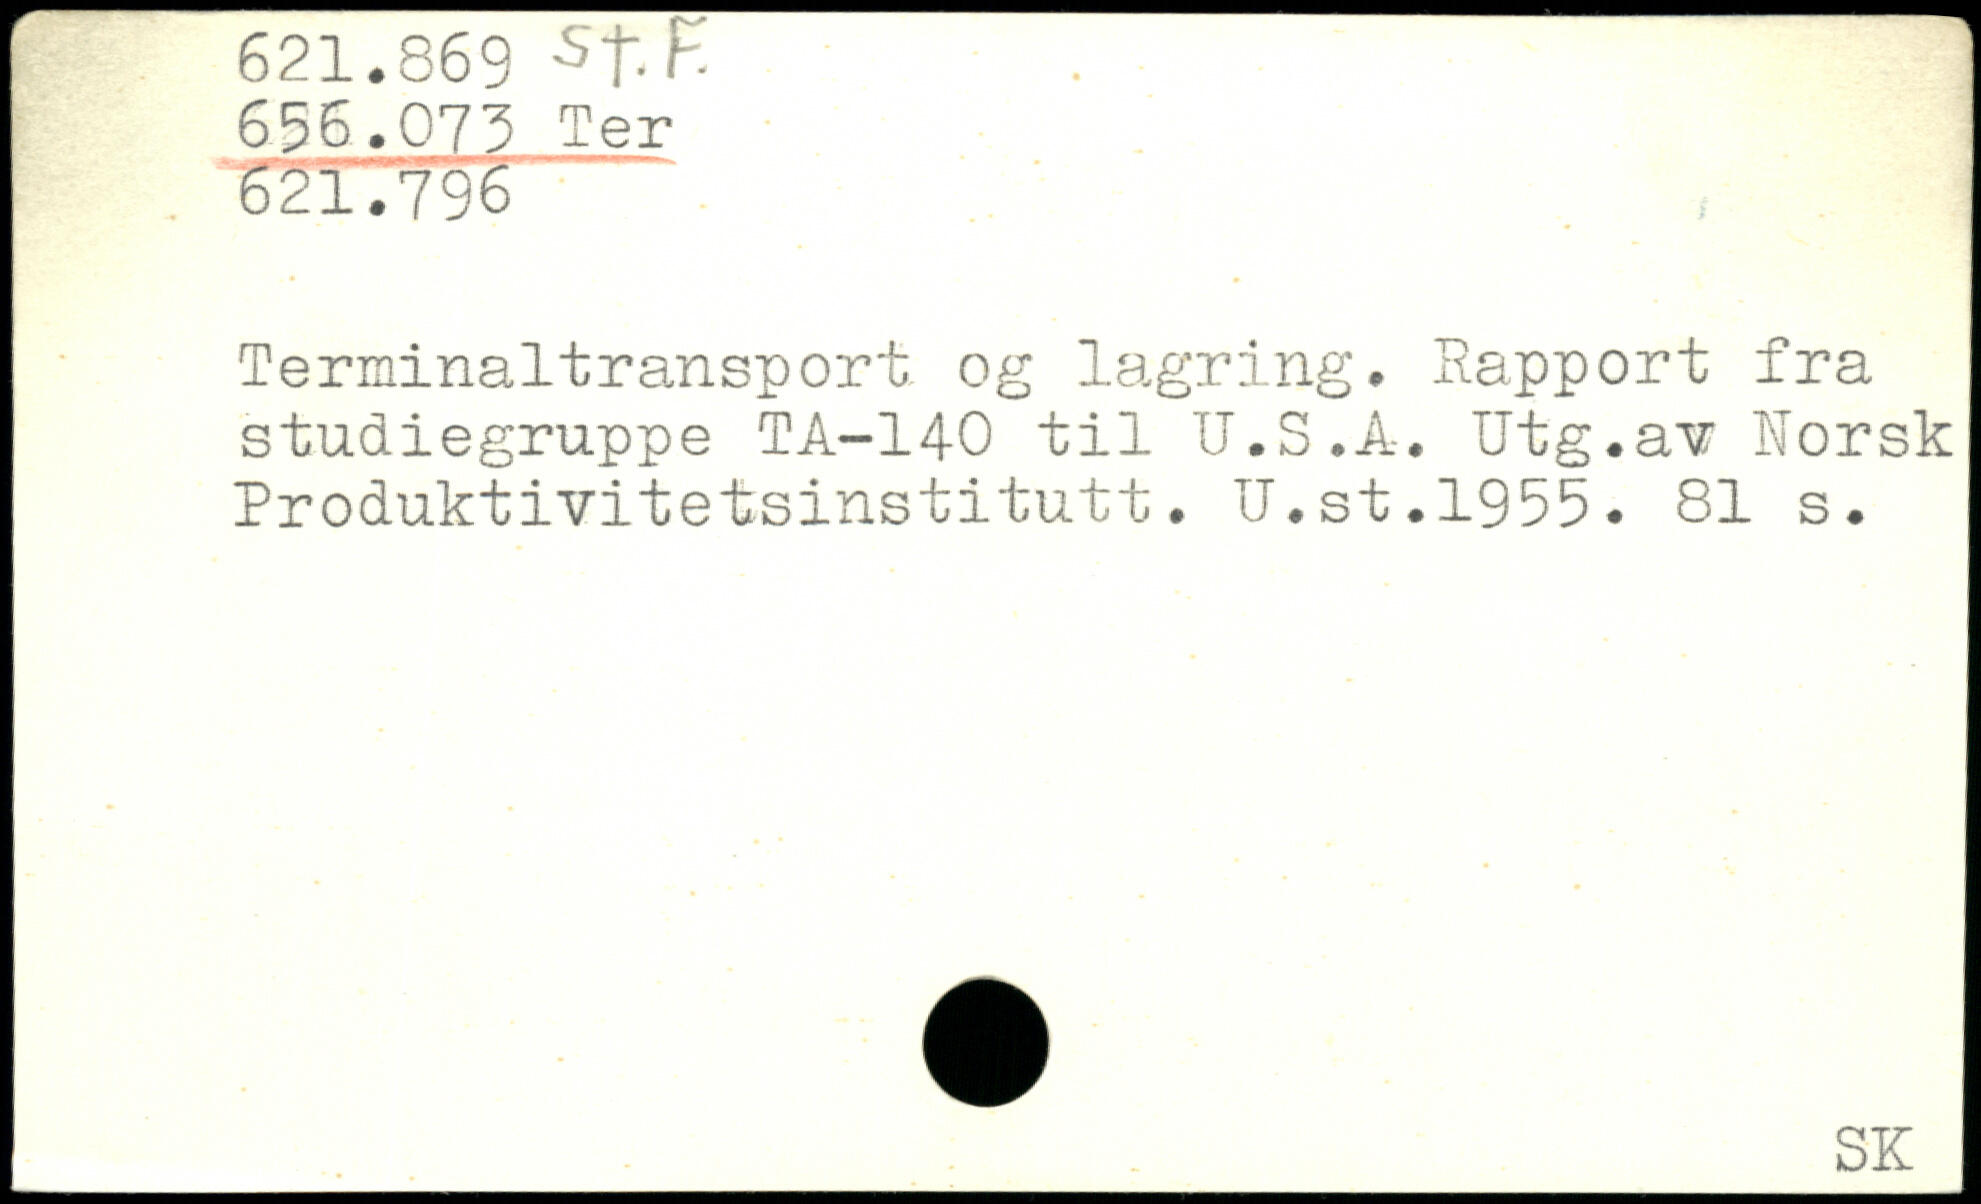 621.869 St. F.
656.073 Ter
621.796
Terminaltransport og lagring. Rapport fra
studiegruppe TA-140 til U.S.A. Utg.av Norsk
Produktivitetsinstitutt. U.st.1955. 81 s.
SK